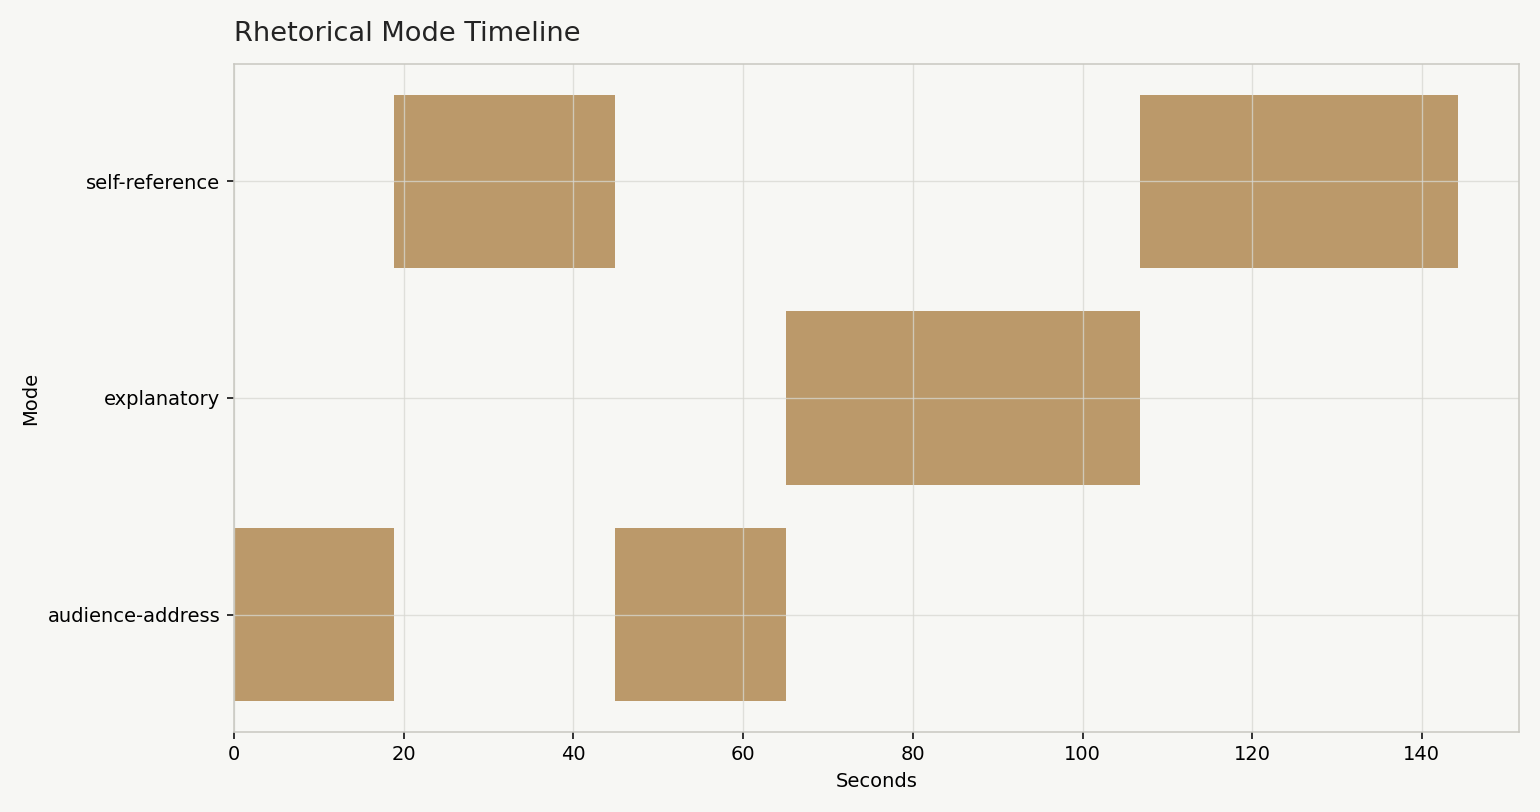 Rhetorical Mode Timeline
self-reference
explanatory
audience-address
Mode
0 20 40 60 80 100 120 140
Seconds